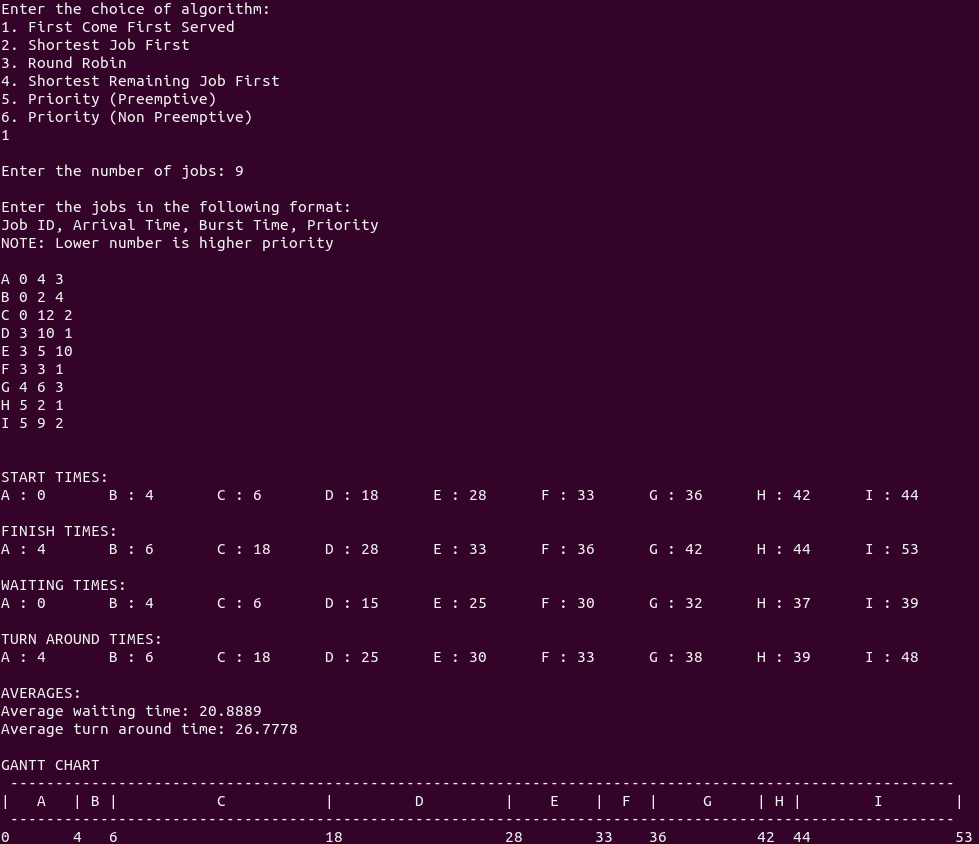 Enter the choice of algorithm:
1. First Come First Served
2. Shortest Job First
3. Round Robin
4. Shortest Remaining Job First
5. Priority (Preemptive)
6. Priority (Non Preemptive)
1

Enter the number of jobs: 9

Enter the jobs in the following format:
Job ID, Arrival Time, Burst Time, Priority
NOTE: Lower number is higher priority

A 0 4 3
B 0 2 4
C 0 12 2
D 3 10 1
E 3 5 10
F 3 3 1
G 4 6 3
H 5 2 1
I 5 9 2

START TIMES:
A : 0       B : 4       C : 6       D : 18      E : 28      F : 33      G : 36      H : 42      I : 44

FINISH TIMES:
A : 4       B : 6       C : 18      D : 28      E : 33      F : 36      G : 42      H : 44      I : 53

WAITING TIMES:
A : 0       B : 4       C : 6       D : 15      E : 25      F : 30      G : 32      H : 37      I : 39

TURN AROUND TIMES:
A : 4       B : 6       C : 18      D : 25      E : 30      F : 33      G : 38      H : 39      I : 48

AVERAGES:
Average waiting time: 20.8889
Average turn around time: 26.7778

GANTT CHART
 ---------------------------------------------------------------------------------------------------------
|   A   | B |           C           |         D         |    E    |  F  |     G     | H |        I        |
 ---------------------------------------------------------------------------------------------------------
0       4   6                       18                  28        33    36          42  44                53